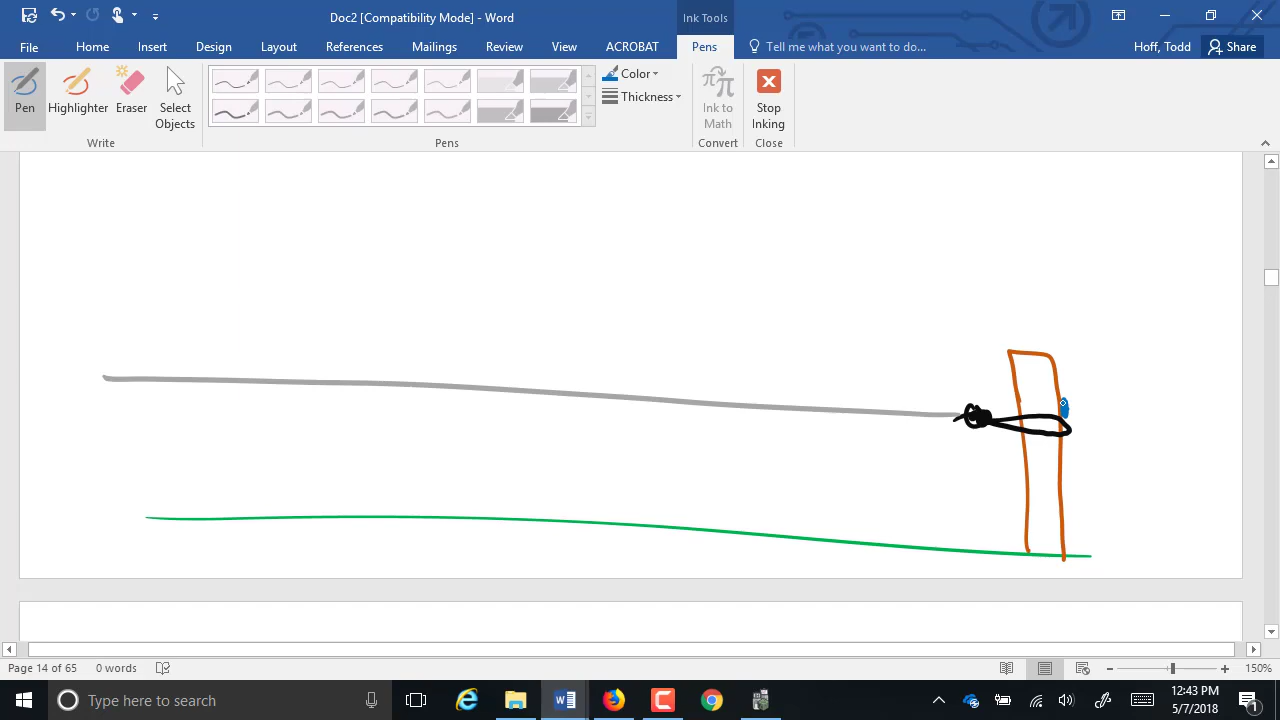 Doc2 [Compatibility Mode] - Word
Ink Tools
File Home Insert Design Layout References Mailings Review View ACROBAT Pens Tell me what you want to do... Hoff, Todd Share
Pen Highlighter Eraser Select Objects
Color
Thickness
Ink to Math
Stop Inking
Write Pens Convert Close
Page 14 of 65 0 words 150%
Type here to search
12:43 PM
5/7/2018
1